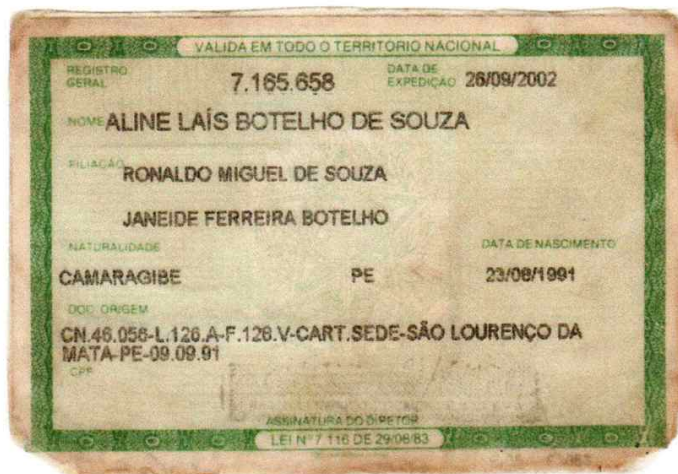 VALIDA EM TODO O TERRITÓRIO NACIONAL
REGISTRO GERAL 7.165.658 DATA DE EXPEDIÇÃO 26/09/2002
NOME ALINE LAÍS BOTELHO DE SOUZA
FILIAÇÃO RONALDO MIGUEL DE SOUZA
JANEIDE FERREIRA BOTELHO
NATURALIDADE DATA DE NASCIMENTO
CAMARAGIBE PE 23/08/1991
DOC ORIGEM
CN.46.056-L.126.A-F.126.V-CART.SEDE-SÃO LOURENÇO DA
MATA-PE-09.09.91
CPF
ASSINATURA DO DIRETOR
LEI Nº 7.116 DE 29/08/83